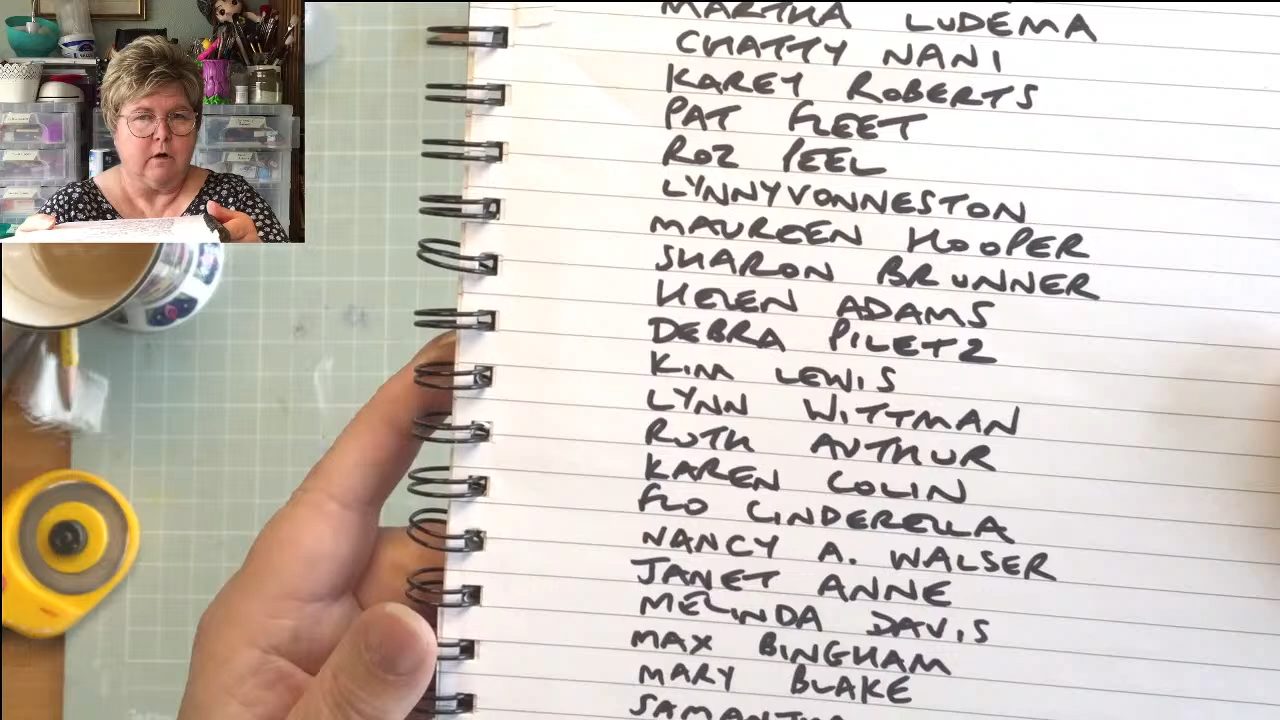 MARTHA LUDEMA
CHATTY NANI
KAREY ROBERTS
PAT FLEET
ROZ PEEL
LYNNYVONNESTON
MAUREEN HOOPER
SHARON BRUNNER
HELEN ADAMS
DEBRA PILETZ
KIM LEWIS
LYNN WITTMAN
RUTH AUTHUR
KAREN COLIN
FLO CINDERELLA
NANCY A. WALSER
JANET ANNE
MELINDA DAVIS
MAX BINGHAM
MARY BLAKE
SAMANTHA